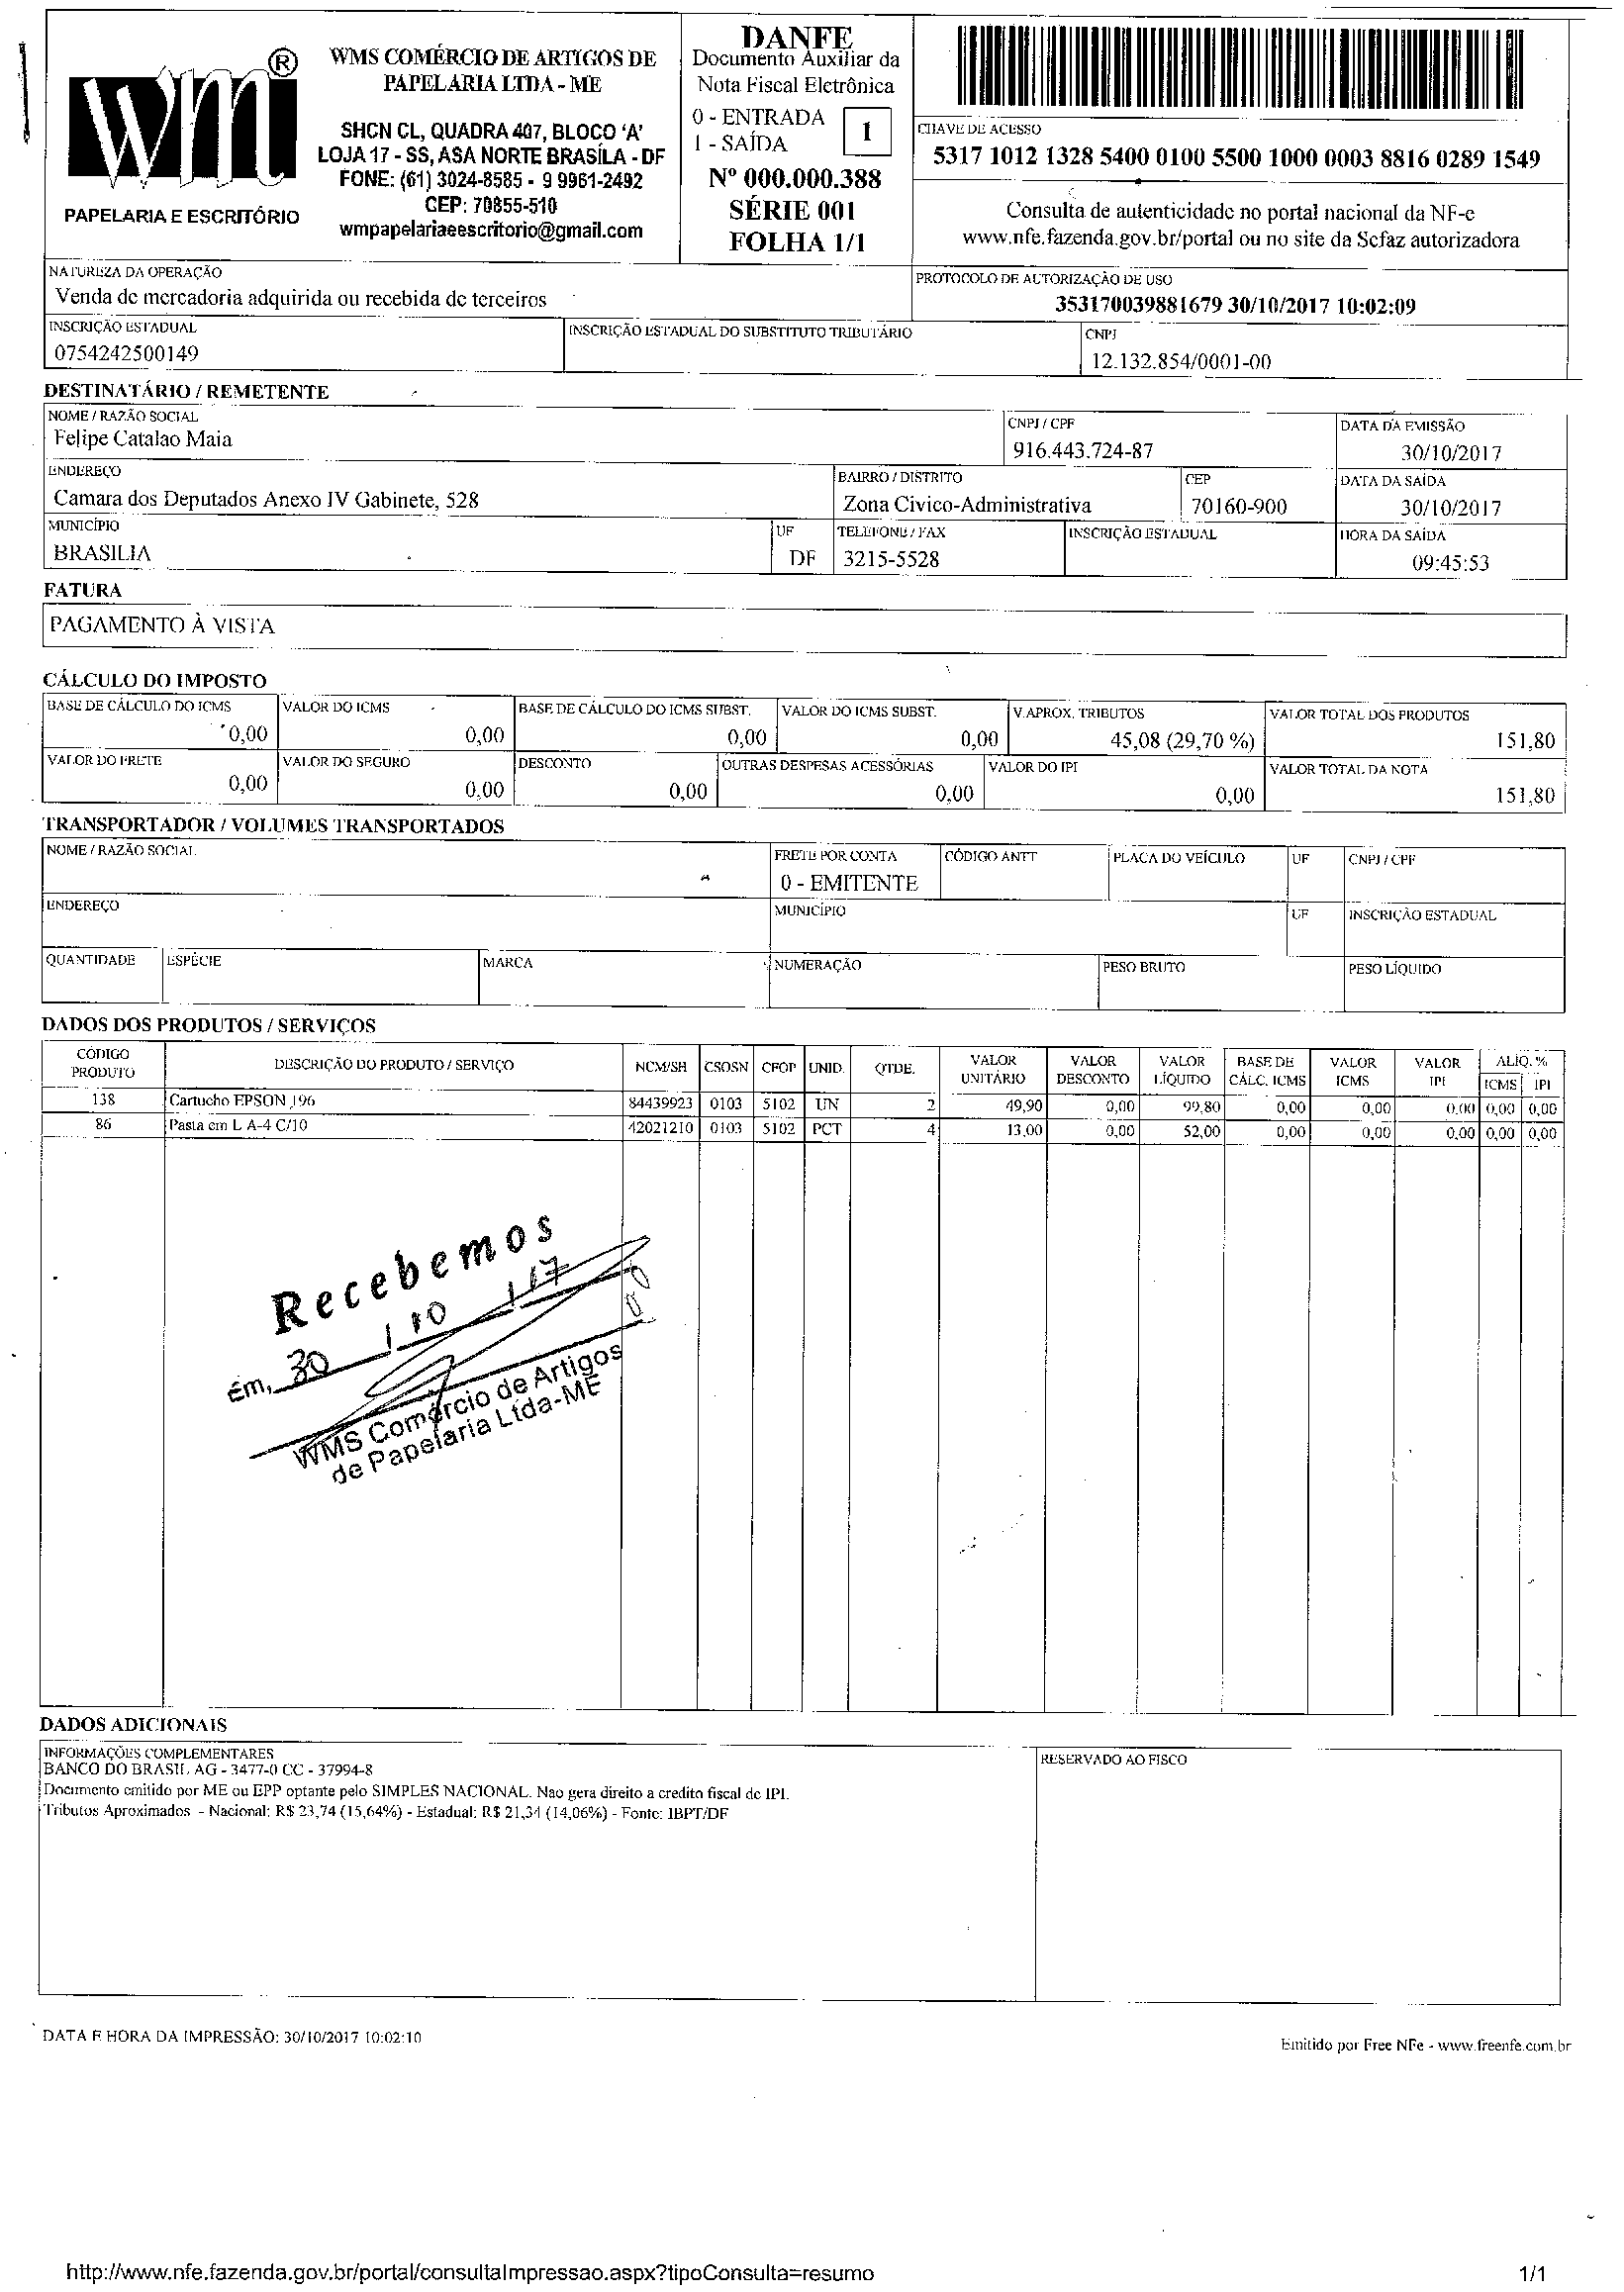 wm ®
PAPELARIA E ESCRITÓRIO
WMS COMÉRCIO DE ARTIGOS DE
PAPELARIA LTDA - ME
SHCN CL, QUADRA 407, BLOCO 'A'
LOJA 17 - SS, ASA NORTE BRASÍLA - DF
FONE: (61) 3024-8585 - 9 9961-2492
CEP: 70855-510
wmpapelariaeescritorio@gmail.com
DANFE
Documento Auxiliar da
Nota Fiscal Eletrônica
0 - ENTRADA
1 - SAÍDA
1
Nº 000.000.388
SÉRIE 001
FOLHA 1/1
CHAVE DE ACESSO
5317 1012 1328 5400 0100 5500 1000 0003 8816 0289 1549
Consulta de autenticidade no portal nacional da NF-e
www.nfe.fazenda.gov.br/portal ou no site da Sefaz autorizadora
NATUREZA DA OPERAÇÃO
Venda de mercadoria adquirida ou recebida de terceiros
PROTOCOLO DE AUTORIZAÇÃO DE USO
353170039881679 30/10/2017 10:02:09
INSCRIÇÃO ESTADUAL
0754242500149
INSCRIÇÃO ESTADUAL DO SUBSTITUTO TRIBUTÁRIO
CNPJ
12.132.854/0001-00
DESTINATÁRIO / REMETENTE
NOME / RAZÃO SOCIAL
Felipe Catalao Maia
CNPJ / CPF
916.443.724-87
DATA DA EMISSÃO
30/10/2017
ENDEREÇO
Camara dos Deputados Anexo IV Gabinete, 528
BAIRRO / DISTRITO
Zona Civico-Administrativa
CEP
70160-900
DATA DA SAÍDA
30/10/2017
MUNICÍPIO
BRASILIA
UF
DF
TELEFONE / FAX
3215-5528
INSCRIÇÃO ESTADUAL
HORA DA SAÍDA
09:45:53
FATURA
PAGAMENTO À VISTA
CÁLCULO DO IMPOSTO
BASE DE CÁLCULO DO ICMS
0,00
VALOR DO ICMS
0,00
BASE DE CÁLCULO DO ICMS SUBST.
0,00
VALOR DO ICMS SUBST.
0,00
V.APROX. TRIBUTOS
45,08 (29,70 %)
VALOR TOTAL DOS PRODUTOS
151,80
VALOR DO FRETE
0,00
VALOR DO SEGURO
0,00
DESCONTO
0,00
OUTRAS DESPESAS ACESSÓRIAS
0,00
VALOR DO IPI
0,00
VALOR TOTAL DA NOTA
151,80
TRANSPORTADOR / VOLUMES TRANSPORTADOS
NOME / RAZÃO SOCIAL
FRETE POR CONTA
0 - EMITENTE
CÓDIGO ANTT
PLACA DO VEÍCULO
UF
CNPJ / CPF
ENDEREÇO
MUNICÍPIO
UF
INSCRIÇÃO ESTADUAL
QUANTIDADE
ESPÉCIE
MARCA
NUMERAÇÃO
PESO BRUTO
PESO LÍQUIDO
DADOS DOS PRODUTOS / SERVIÇOS
CÓDIGO PRODUTO DESCRIÇÃO DO PRODUTO / SERVIÇO NCM/SH CSOSN CFOP UNID. QTDE. VALOR UNITÁRIO VALOR DESCONTO VALOR LÍQUIDO BASE DE CÁLC. ICMS VALOR ICMS VALOR IPI ALÍQ. % ICMS IPI
138 Cartucho EPSON 196 84439923 0103 5102 UN 2 49,90 0,00 99,80 0,00 0,00 0,00 0,00 0,00
86 Pasta em L A-4 C/10 42021210 0103 5102 PCT 4 13,00 0,00 52,00 0,00 0,00 0,00 0,00 0,00
Recebemos
Em, 30 / 10 / 17
WMS Comércio de Artigos
de Papelaria Ltda-ME
DADOS ADICIONAIS
INFORMAÇÕES COMPLEMENTARES
BANCO DO BRASIL AG - 3477-0 CC - 37994-8
Documento emitido por ME ou EPP optante pelo SIMPLES NACIONAL. Nao gera direito a credito fiscal de IPI.
Tributos Aproximados - Nacional: R$ 23,74 (15,64%) - Estadual: R$ 21,34 (14,06%) - Fonte: IBPT/DF
RESERVADO AO FISCO
DATA E HORA DA IMPRESSÃO: 30/10/2017 10:02:10
Emitido por Free NFe - www.freenfe.com.br
http://www.nfe.fazenda.gov.br/portal/consultaImpressao.aspx?tipoConsulta=resumo
1/1